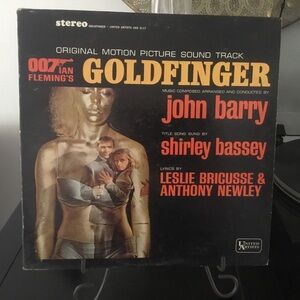 stereo
ORIGINAL MOTION PICTURE SOUND TRACK
007
IAN
FLEMING'S
GOLDFINGER
MUSIC COMPOSED, ARRANGED AND CONDUCTED BY
john barry
TITLE SONG SUNG BY
shirley bassey
LYRICS BY
LESLIE BRICUSSE &
ANTHONY NEWLEY
UNITED
ARTISTS